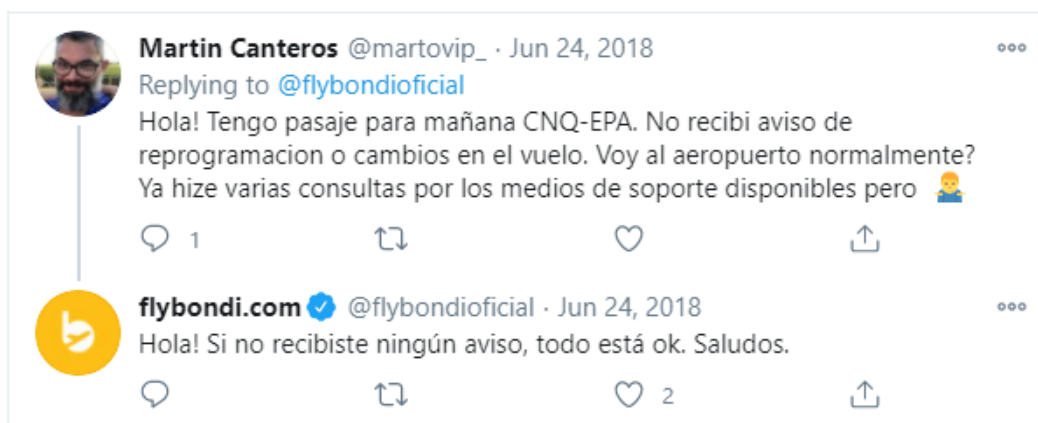 Martin Canteros @martovip_ · Jun 24, 2018
Replying to @flybondioficial
Hola! Tengo pasaje para mañana CNQ-EPA. No recibi aviso de
reprogramacion o cambios en el vuelo. Voy al aeropuerto normalmente?
Ya hize varias consultas por los medios de soporte disponibles pero 🤷‍♂️
1
flybondi.com @flybondioficial · Jun 24, 2018
Hola! Si no recibiste ningún aviso, todo está ok. Saludos.
2